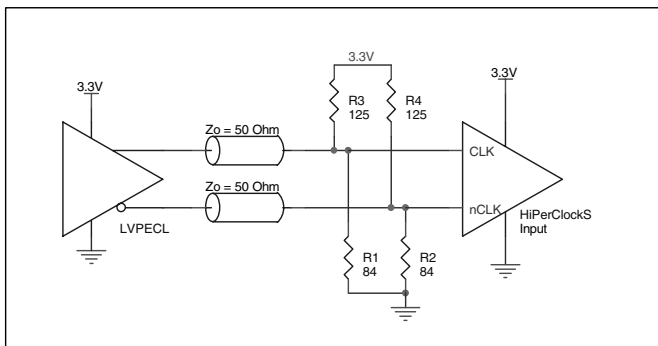 3.3V
3.3V
3.3V
R3
125
R4
125
Zo = 50 Ohm
CLK
Zo = 50 Ohm
nCLK
HiPerClockS
Input
LVPECL
R1
84
R2
84